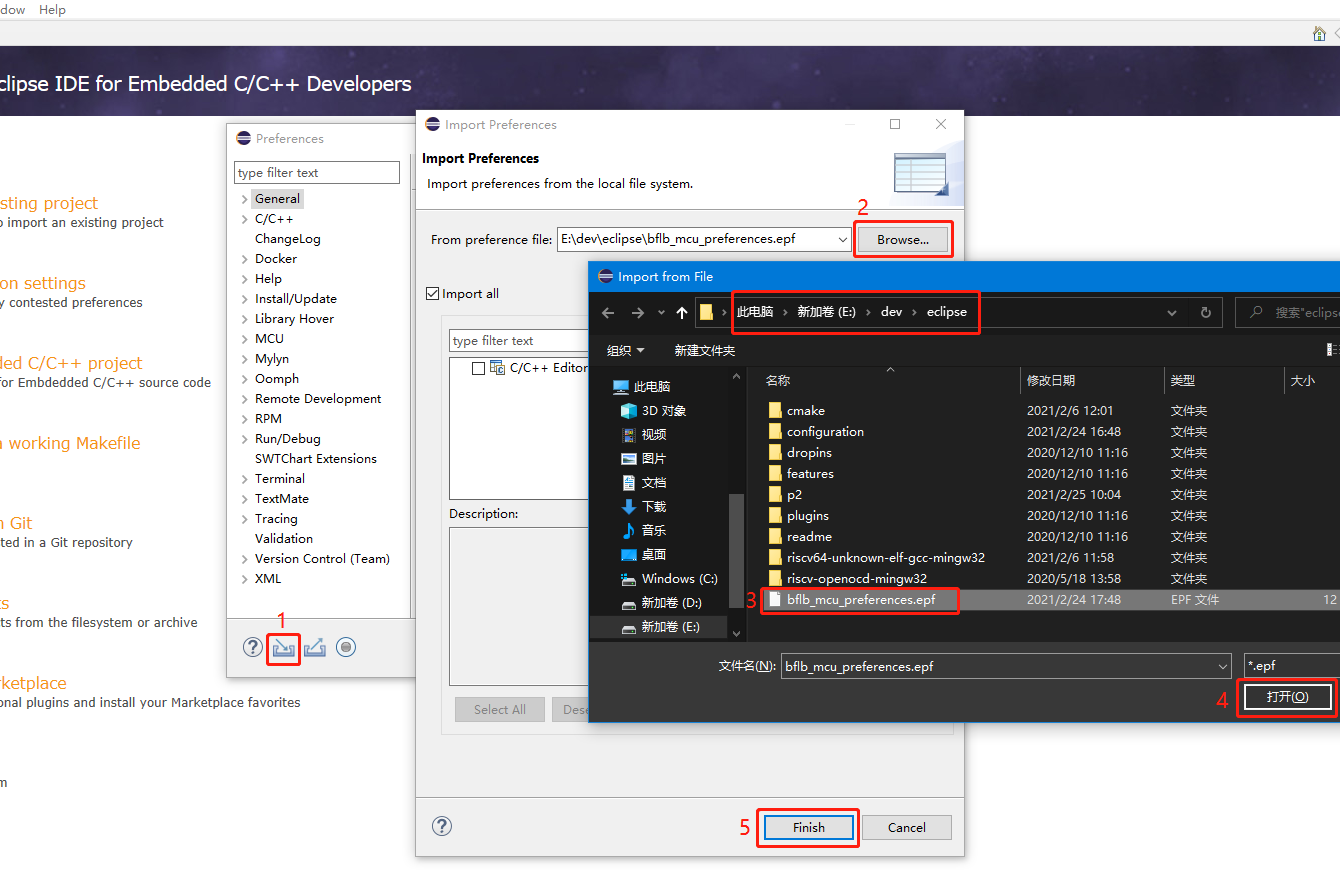 dow Help
clipse IDE for Embedded C/C++ Developers
sting project
o import an existing project
on settings
y contested preferences
ded C/C++ project
for Embdedded C/C++ source code
a working Makefile
n Git
ted in a Git repository
ts
ts from the filesystem or archive
rketplace
onal plugins and install your Marketplace favorites
m
Preferences
type filter text
General
C/C++
ChangeLog
Docker
Help
Install/Update
Library Hover
MCU
Mylyn
Oomph
Remote Development
RPM
Run/Debug
SWTChart Extensions
Terminal
TextMate
Tracing
Validation
Version Control (Team)
XML
1
Import Preferences
Import Preferences
Import preferences from the local file system.
2
From preference file: E:\dev\eclipse\bflb_mcu_preferences.epf Browse...
Import all
type filter text
C/C++ Editor
Description:
Select All Dese
5 Finish Cancel
Import from File
此电脑 新加卷 (E:) dev eclipse 搜索"eclipse
组织 新建文件夹
此电脑
3D 对象
视频
图片
文档
下载
音乐
桌面
Windows (C:)
新加卷 (D:)
新加卷 (E:)
名称 修改日期 类型 大小
cmake 2021/2/6 12:01 文件夹
configuration 2021/2/24 16:48 文件夹
dropins 2020/12/10 11:16 文件夹
features 2020/12/10 11:16 文件夹
p2 2021/2/25 10:04 文件夹
plugins 2020/12/10 11:16 文件夹
readme 2020/12/10 11:16 文件夹
riscv64-unknown-elf-gcc-mingw32 2021/2/6 11:58 文件夹
riscv-openocd-mingw32 2020/5/18 13:58 文件夹
3 bflb_mcu_preferences.epf 2021/2/24 17:48 EPF 文件 12
文件名(N): bflb_mcu_preferences.epf *.epf
4 打开(O)